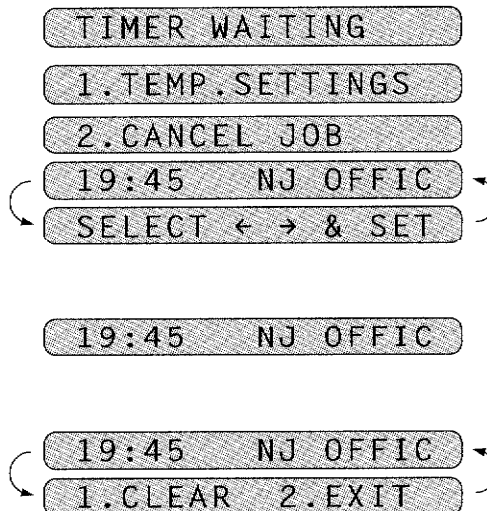 TIMER WAITING
1.TEMP.SETTINGS
2.CANCEL JOB
19:45 NJ OFFIC
SELECT ← → & SET
19:45 NJ OFFIC
19:45 NJ OFFIC
1.CLEAR 2.EXIT